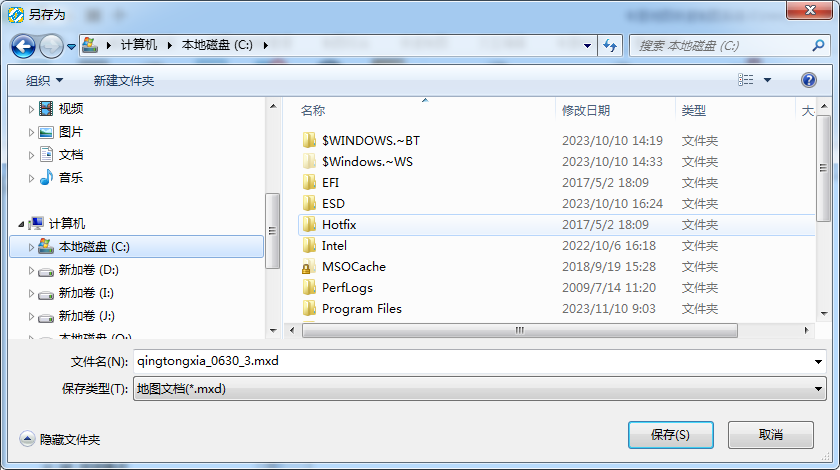 另存为
计算机 本地磁盘 (C:) 搜索 本地磁盘 (C:)
组织 新建文件夹
视频
图片
文档
音乐
计算机
本地磁盘 (C:)
新加卷 (D:)
新加卷 (I:)
新加卷 (J:)
名称 修改日期 类型 大
$WINDOWS.~BT 2023/10/10 14:19 文件夹
$Windows.~WS 2023/10/10 14:33 文件夹
EFI 2017/5/2 18:09 文件夹
ESD 2023/10/10 16:24 文件夹
Hotfix 2017/5/2 18:09 文件夹
Intel 2022/10/6 16:18 文件夹
MSOCache 2018/9/19 15:28 文件夹
PerfLogs 2009/7/14 11:20 文件夹
Program Files 2023/11/10 9:03 文件夹
文件名(N): qingtongxia_0630_3.mxd
保存类型(T): 地图文档(*.mxd)
隐藏文件夹 保存(S) 取消